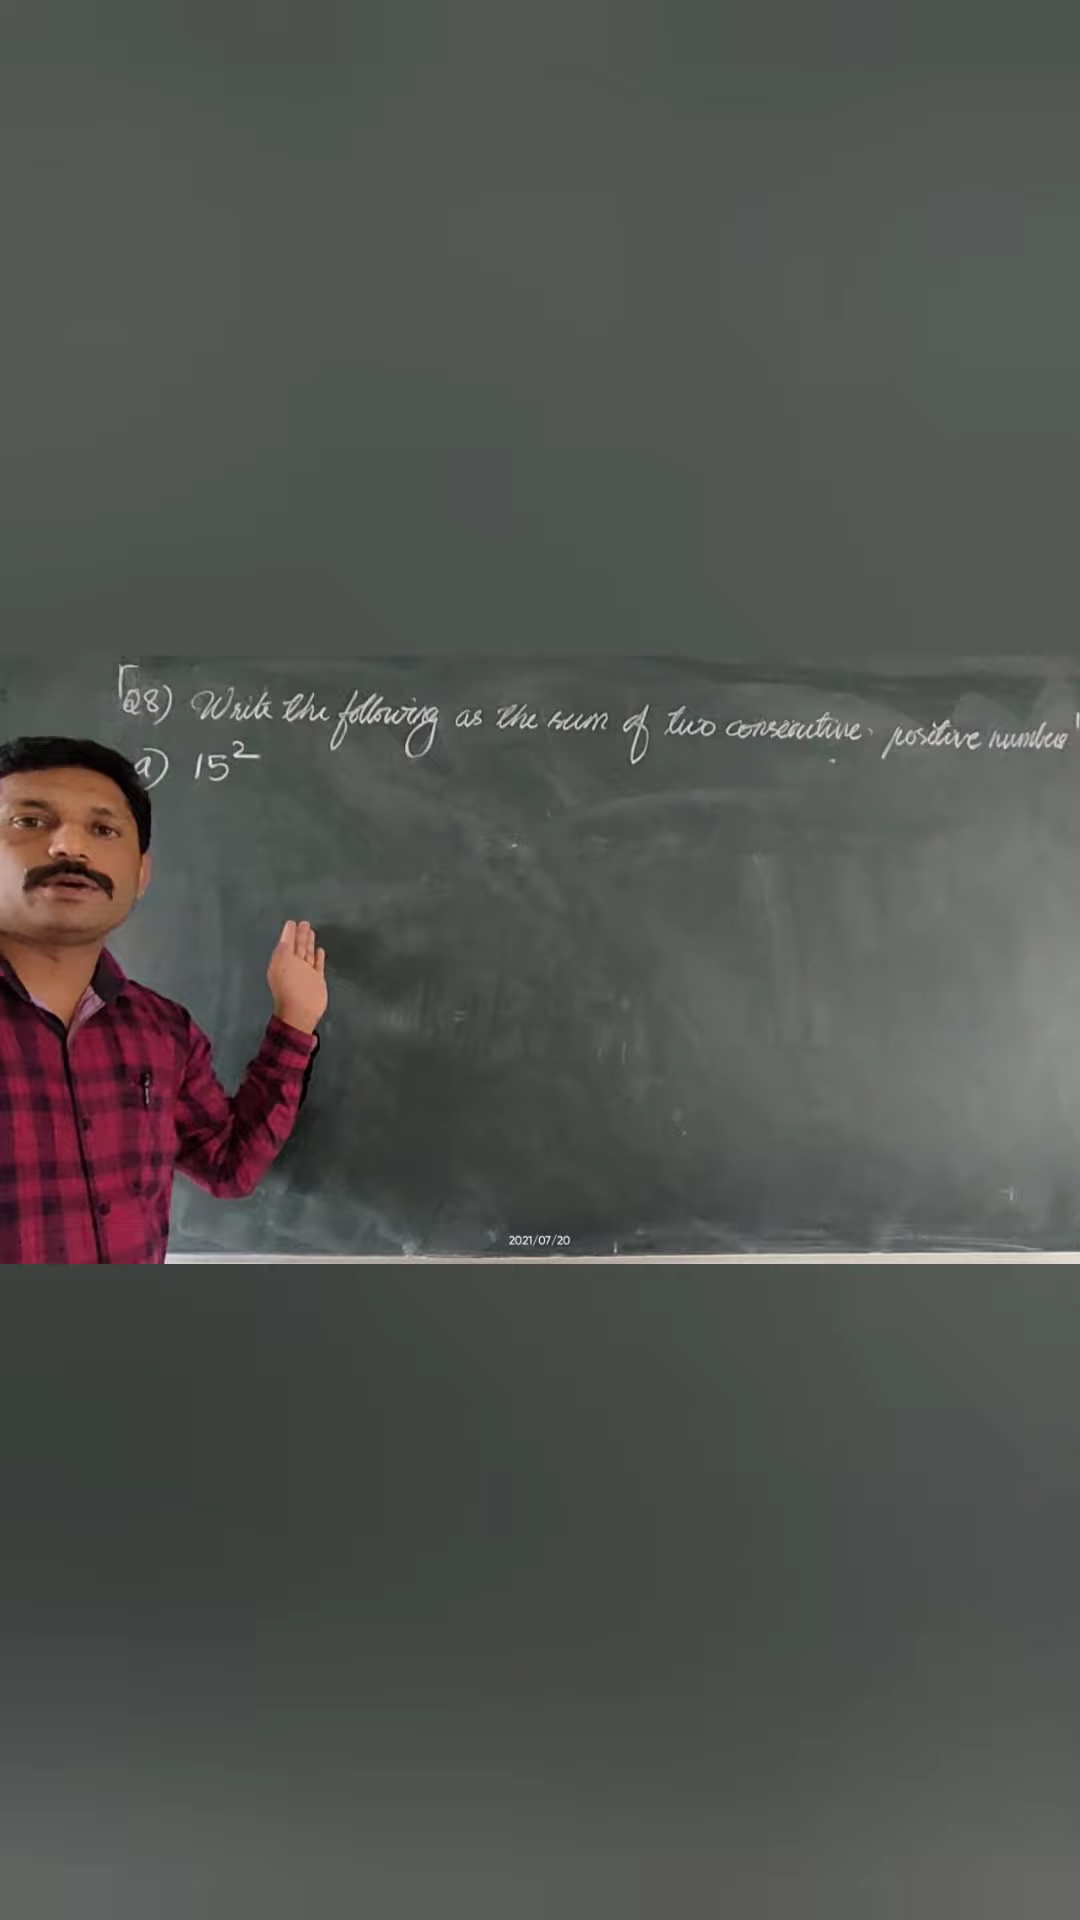 Q8) Write the following as the sum of two consecutive. positive numbers
a) 15²
2021/07/20